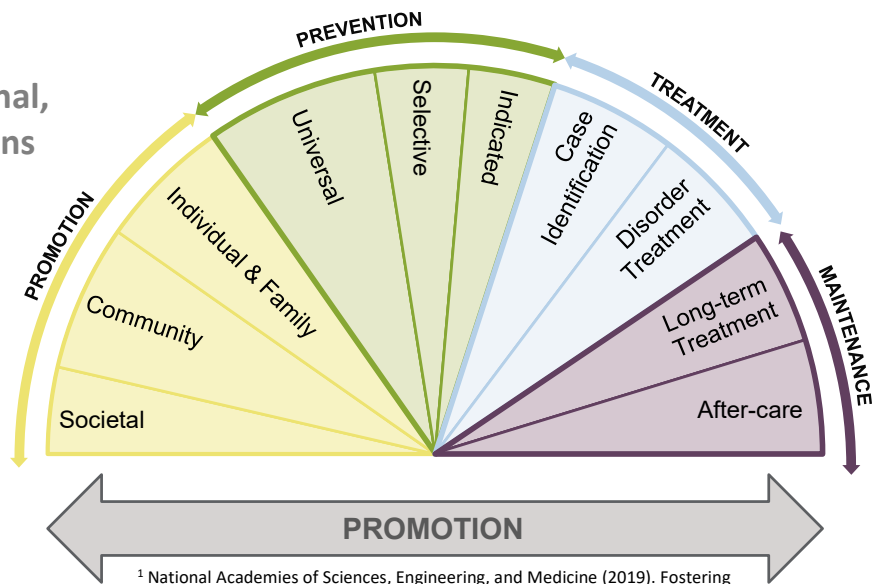 PREVENTION
TREATMENT
PROMOTION
MAINTENANCE
Societal
Community
Individual & Family
Universal
Selective
Indicated
Case
Identification
Disorder
Treatment
Long-term
Treatment
After-care
PROMOTION
¹ National Academies of Sciences, Engineering, and Medicine (2019). Fostering